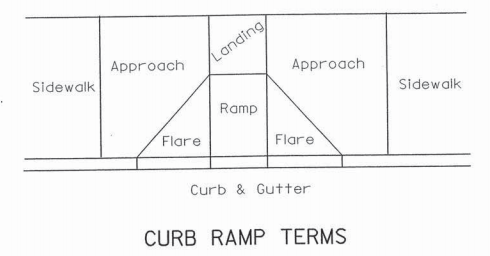 Landing
Approach
Approach
Sidewalk
Sidewalk
Ramp
Flare
Flare
Curb & Gutter
CURB RAMP TERMS